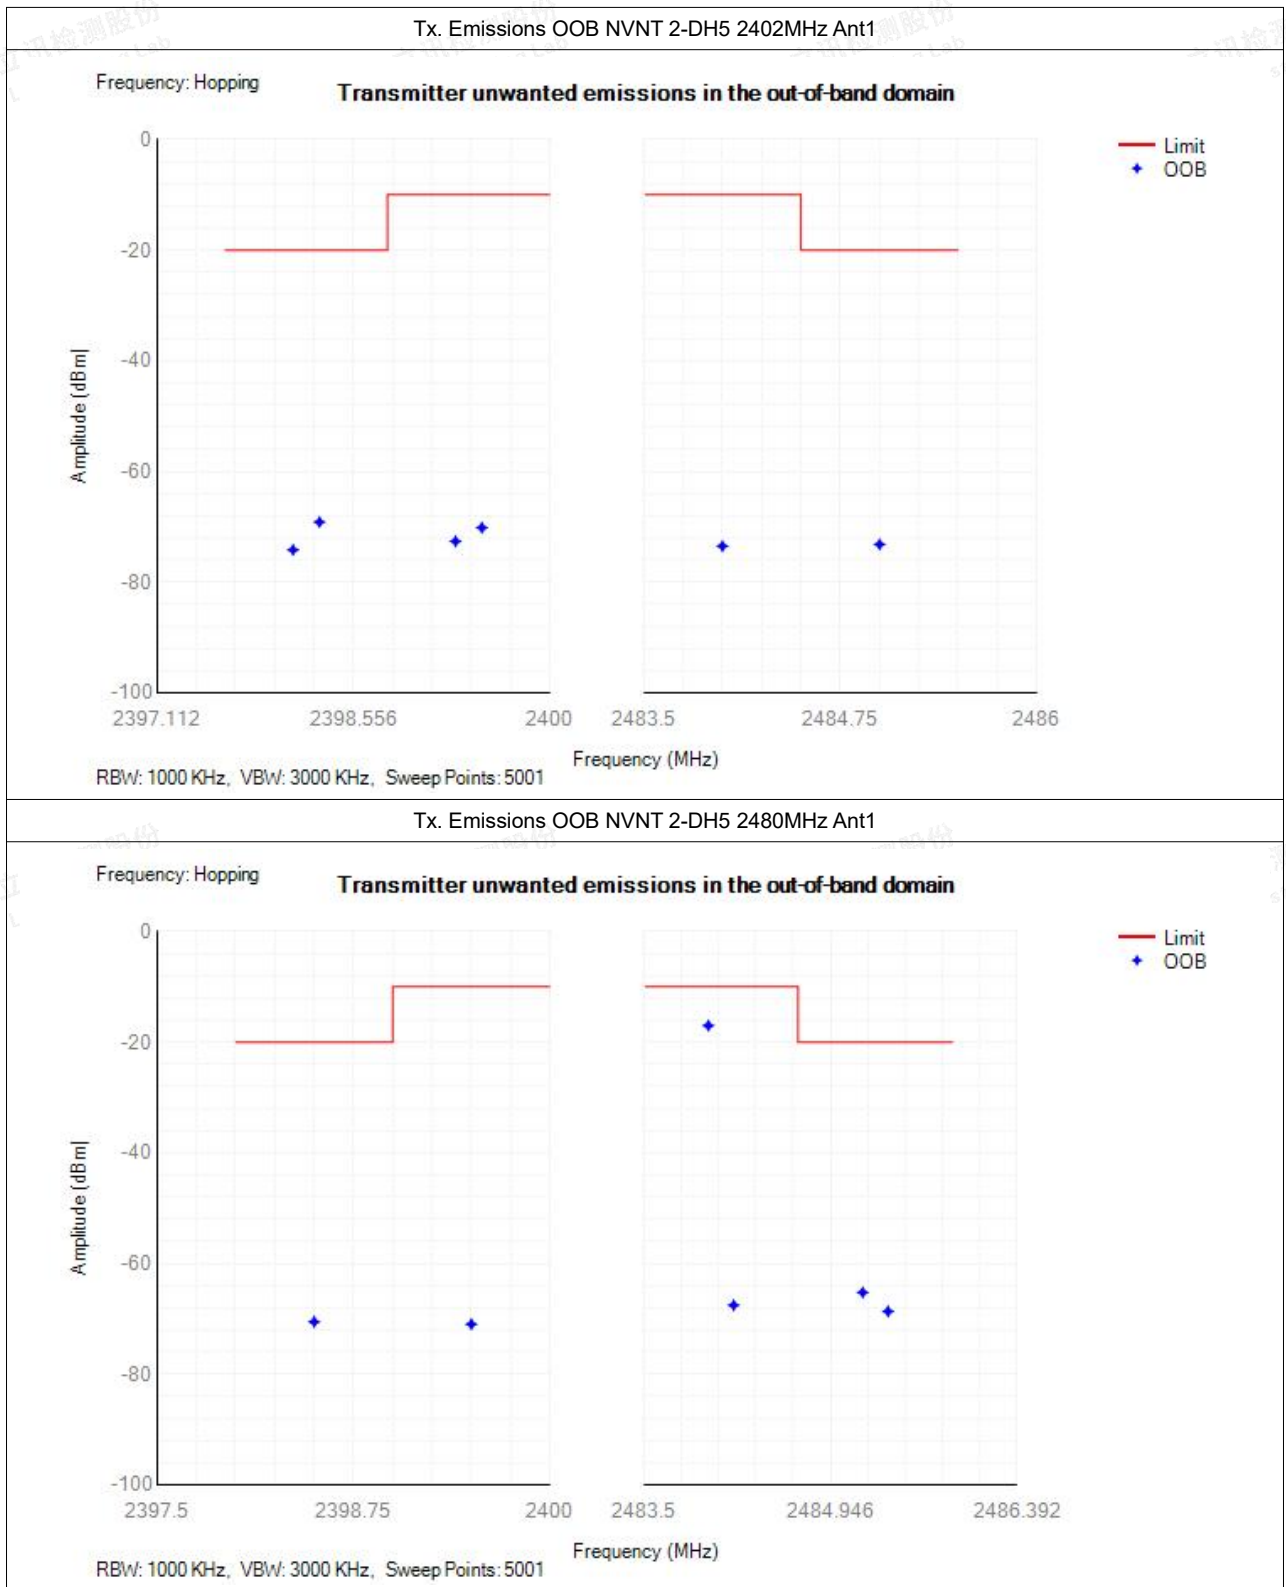 Tx. Emissions OOB NVNT 2-DH5 2402MHz Ant1
Frequency: Hopping
Transmitter unwanted emissions in the out-of-band domain
Limit
OOB
0
-20
-40
-60
-80
-100
Amplitude (dBm)
2397.112 2398.556 2400 2483.5 2484.75 2486
Frequency (MHz)
RBW: 1000 KHz, VBW: 3000 KHz, Sweep Points: 5001
Tx. Emissions OOB NVNT 2-DH5 2480MHz Ant1
Frequency: Hopping
Transmitter unwanted emissions in the out-of-band domain
Limit
OOB
0
-20
-40
-60
-80
-100
Amplitude (dBm)
2397.5 2398.75 2400 2483.5 2484.946 2486.392
Frequency (MHz)
RBW: 1000 KHz, VBW: 3000 KHz, Sweep Points: 5001